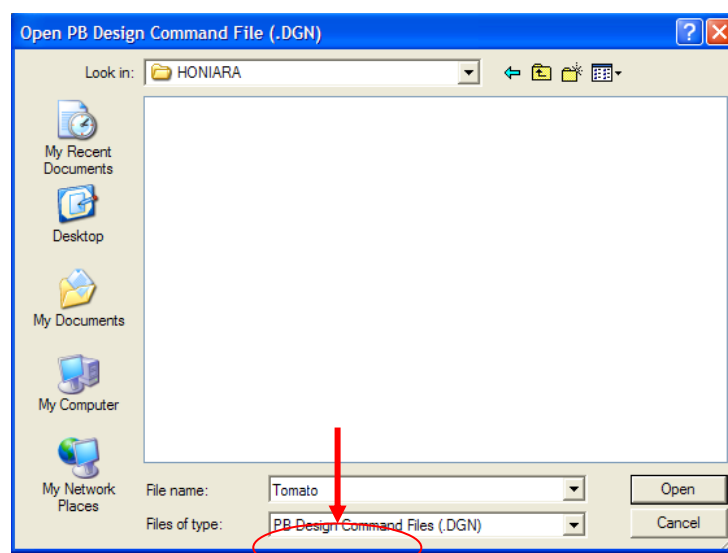 Open PB Design Command File (.DGN)
Look in: HONIARA
My Recent
Documents
Desktop
My Documents
My Computer
My Network
Places
File name: Tomato Open
Files of type: PB Design Command Files (.DGN) Cancel